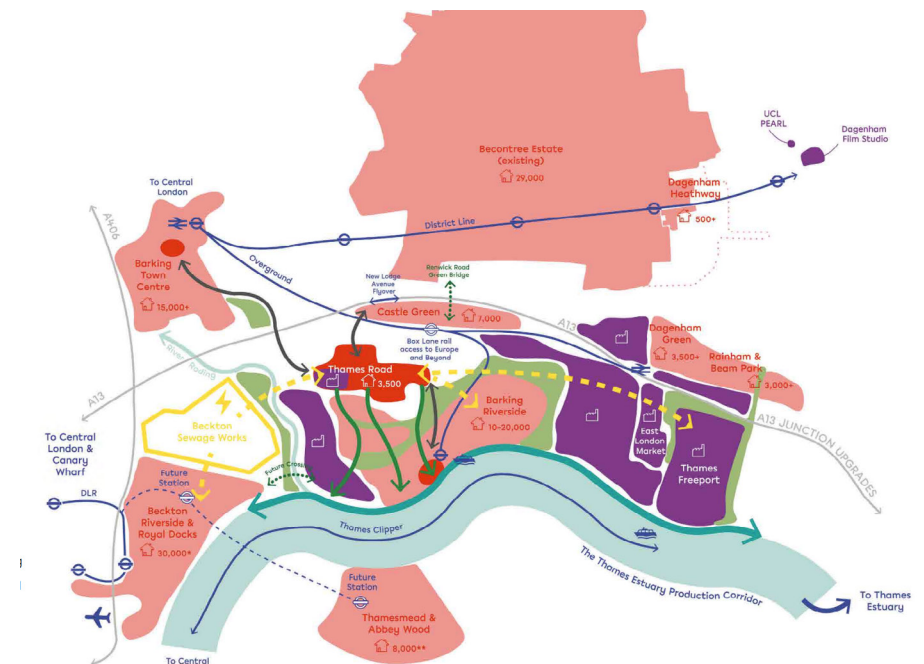 UCL
PEARL
Dagenham
Film Studio
Becontree Estate
(existing)
29,000
To Central
London
Dagenham
Heathway
500+
District Line
A406
Overground
Barking
Town
Centre
15,000+
New Lodge
Avenue
Flyover
Renwick Road
Green Bridge
Castle Green
7,000
A13
Box Lane rail
access to Europe
and Beyond
Dagenham
Green
3,500+
Rainham &
Beam Park
3,000+
River Roding
Thames Road
3,500
A13
Barking
Riverside
10-20,000
A13 JUNCTION UPGRADES
Beckton
Sewage Works
East
London
Market
Thames
Freeport
To Central
London &
Canary
Wharf
Future Crossing
Future
Station
DLR
Beckton
Riverside &
Royal Docks
30,000*
Thames Clipper
The Thames Estuary Production Corridor
Future
Station
To Thames
Estuary
Thamesmead &
Abbey Wood
8,000**
To Central